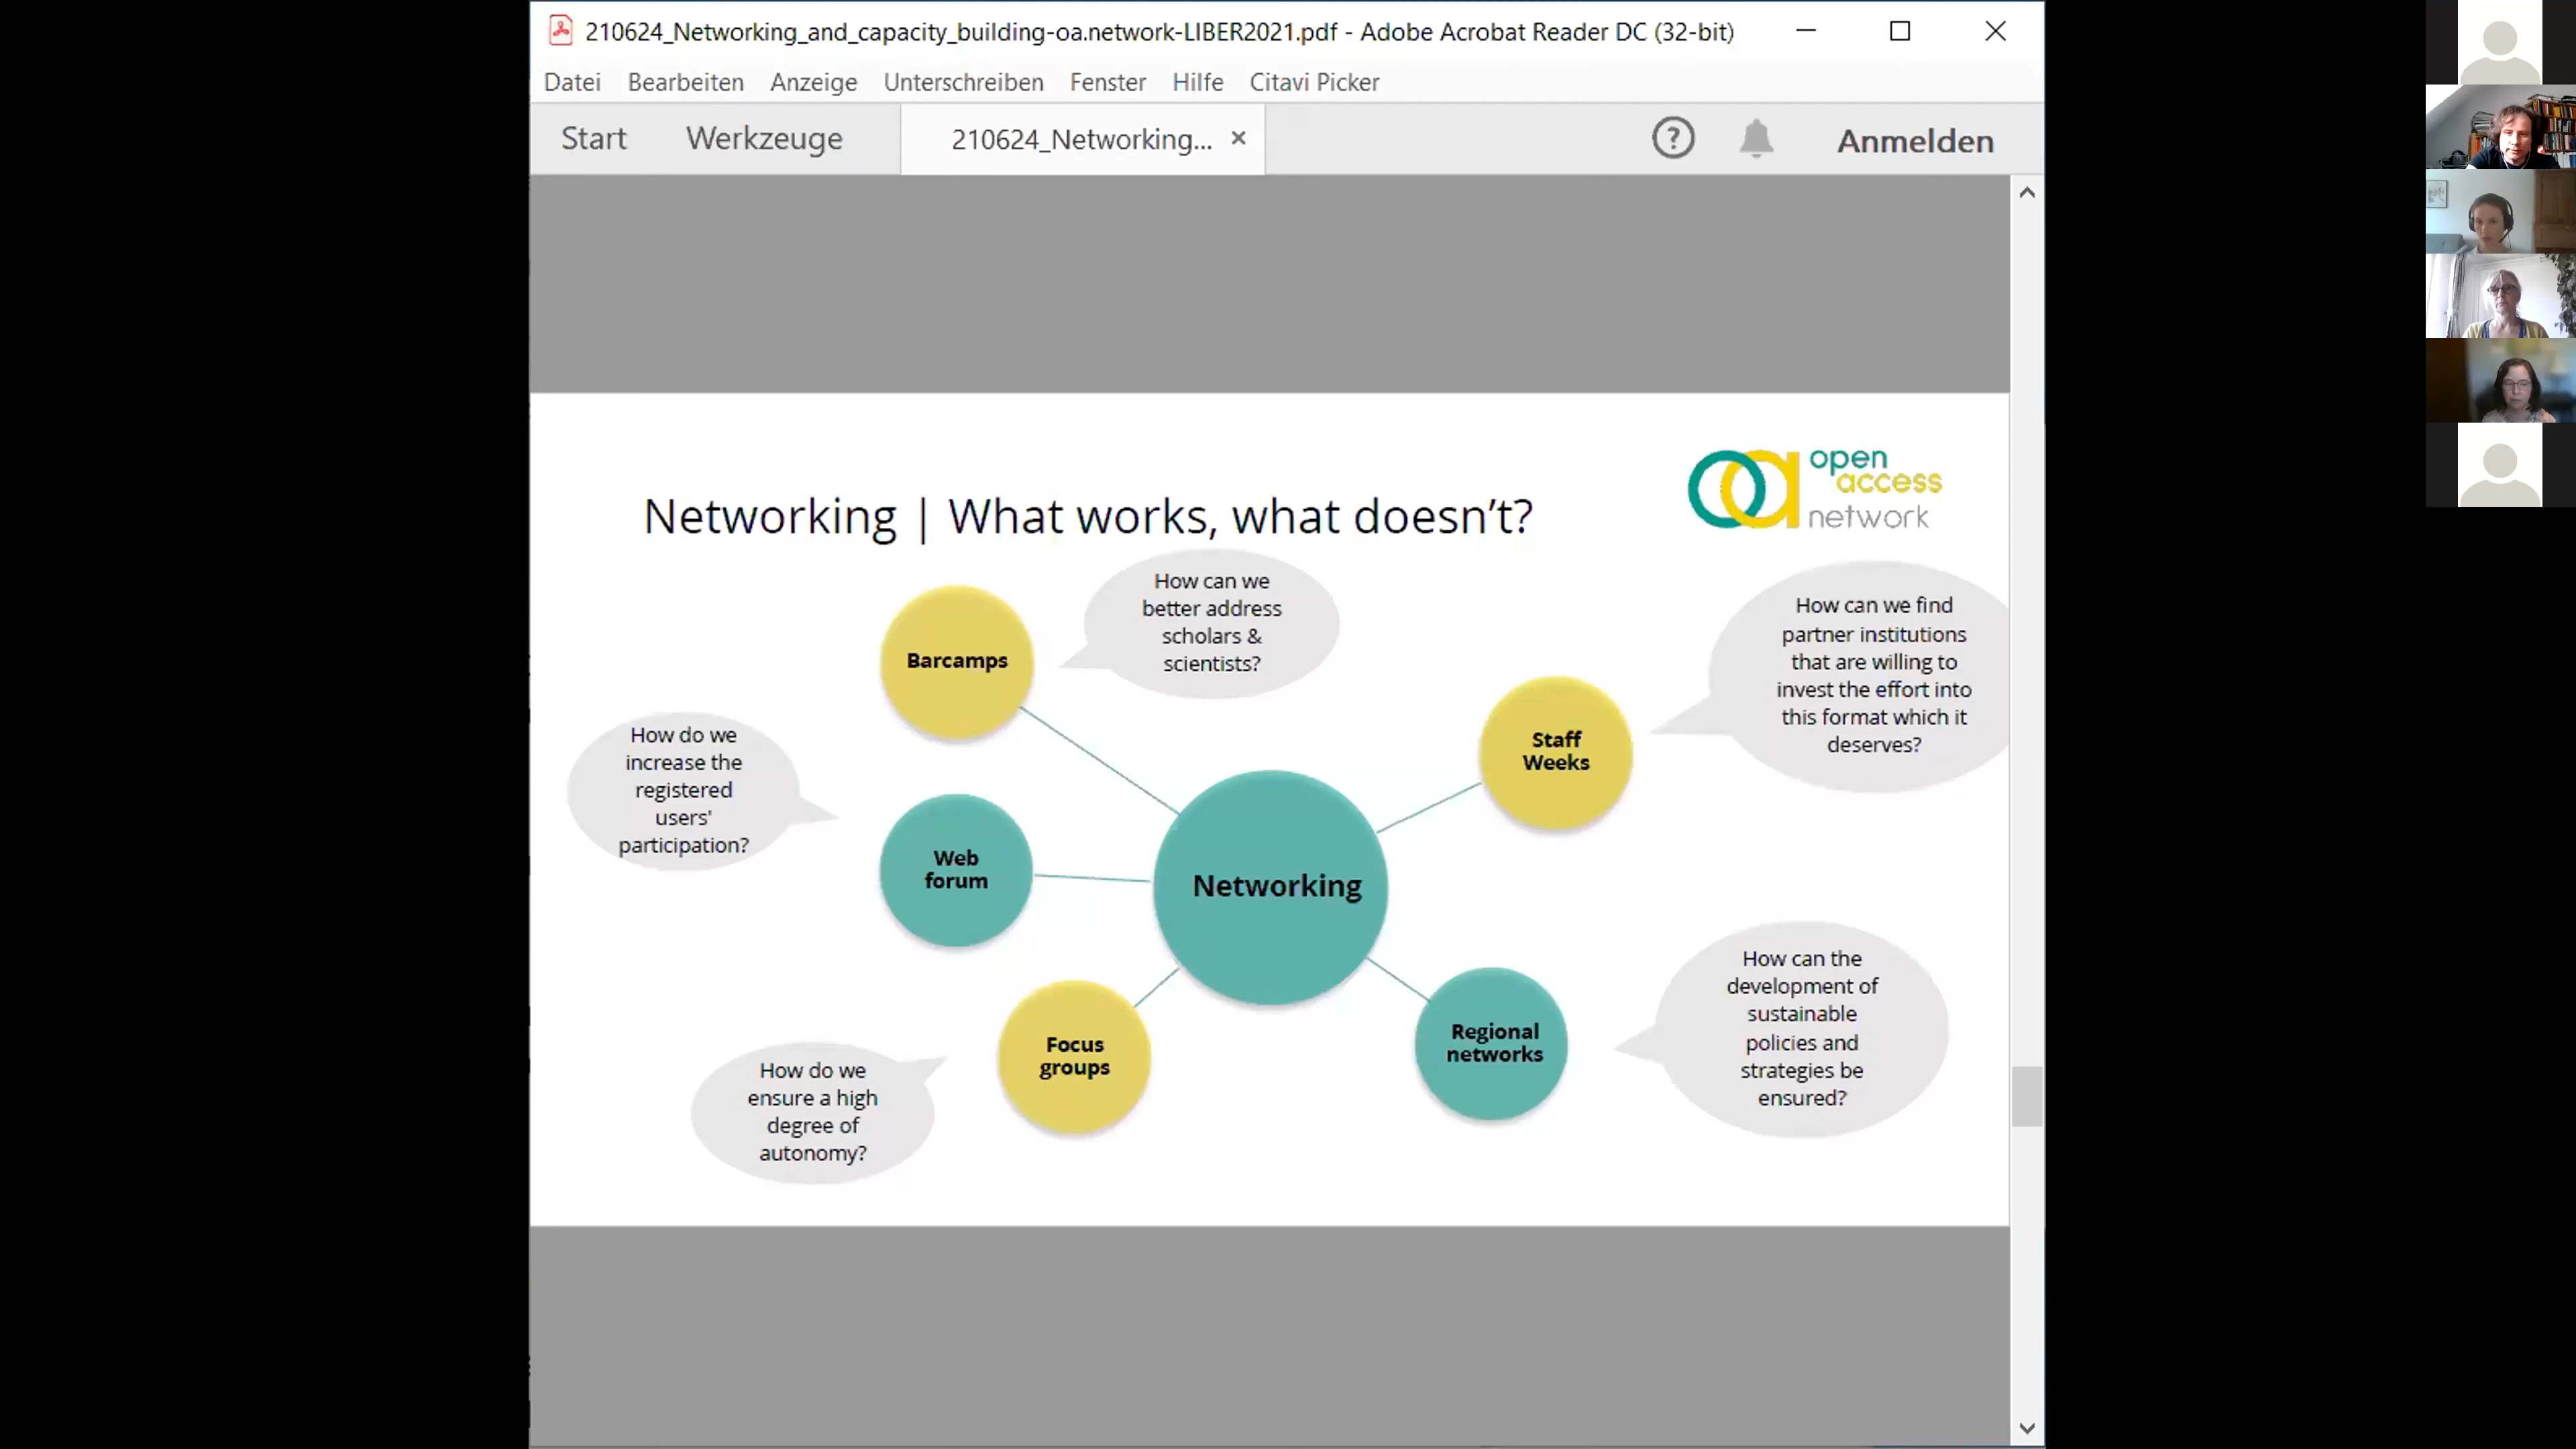 210624_Networking_and_capacity_building-oa.network-LIBER2021.pdf - Adobe Acrobat Reader DC (32-bit)
Datei Bearbeiten Anzeige Unterschreiben Fenster Hilfe Citavi Picker
Start Werkzeuge 210624_Networking... × ? Anmelden
open
access
network
Networking | What works, what doesn’t?
Barcamps
How can we
better address
scholars &
scientists?
How can we find
partner institutions
that are willing to
invest the effort into
this format which it
deserves?
Staff
Weeks
How do we
increase the
registered
users'
participation?
Web
forum
Networking
Focus
groups
How do we
ensure a high
degree of
autonomy?
Regional
networks
How can the
development of
sustainable
policies and
strategies be
ensured?